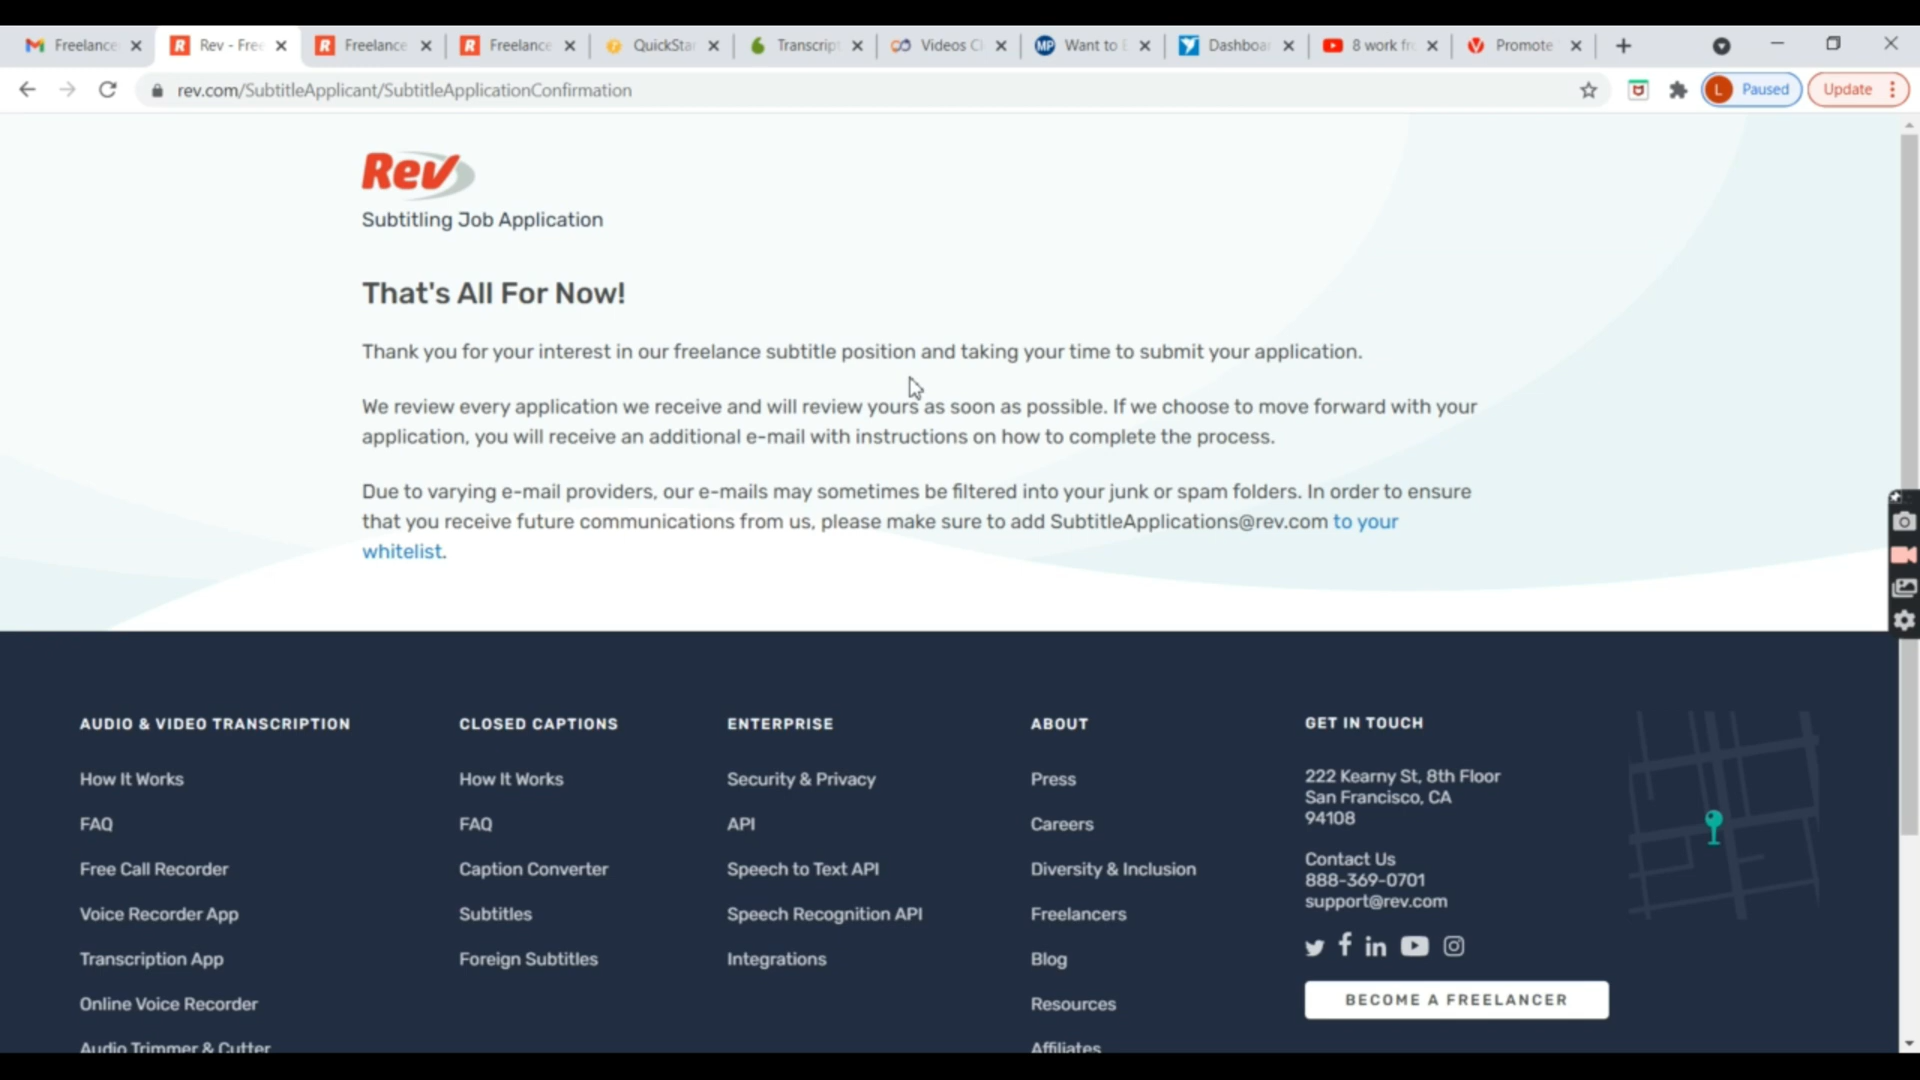 Freelance
Rev - Free
Freelance
Freelance
QuickStar
Transcript
Videos C
Want to E
Dashboar
8 work fr
Promote
rev.com/SubtitleApplicant/SubtitleApplicationConfirmation
L
Paused
Update
Rev
Subtitling Job Application
That's All For Now!
Thank you for your interest in our freelance subtitle position and taking your time to submit your application.
We review every application we receive and will review yours as soon as possible. If we choose to move forward with your
application, you will receive an additional e-mail with instructions on how to complete the process.
Due to varying e-mail providers, our e-mails may sometimes be filtered into your junk or spam folders. In order to ensure
that you receive future communications from us, please make sure to add SubtitleApplications@rev.com to your
whitelist.
AUDIO & VIDEO TRANSCRIPTION
How It Works
FAQ
Free Call Recorder
Voice Recorder App
Transcription App
Online Voice Recorder
Audio Trimmer & Cutter
CLOSED CAPTIONS
How It Works
FAQ
Caption Converter
Subtitles
Foreign Subtitles
ENTERPRISE
Security & Privacy
API
Speech to Text API
Speech Recognition API
Integrations
ABOUT
Press
Careers
Diversity & Inclusion
Freelancers
Blog
Resources
Affiliates
GET IN TOUCH
222 Kearny St, 8th Floor
San Francisco, CA
94108
Contact Us
888-369-0701
support@rev.com
BECOME A FREELANCER